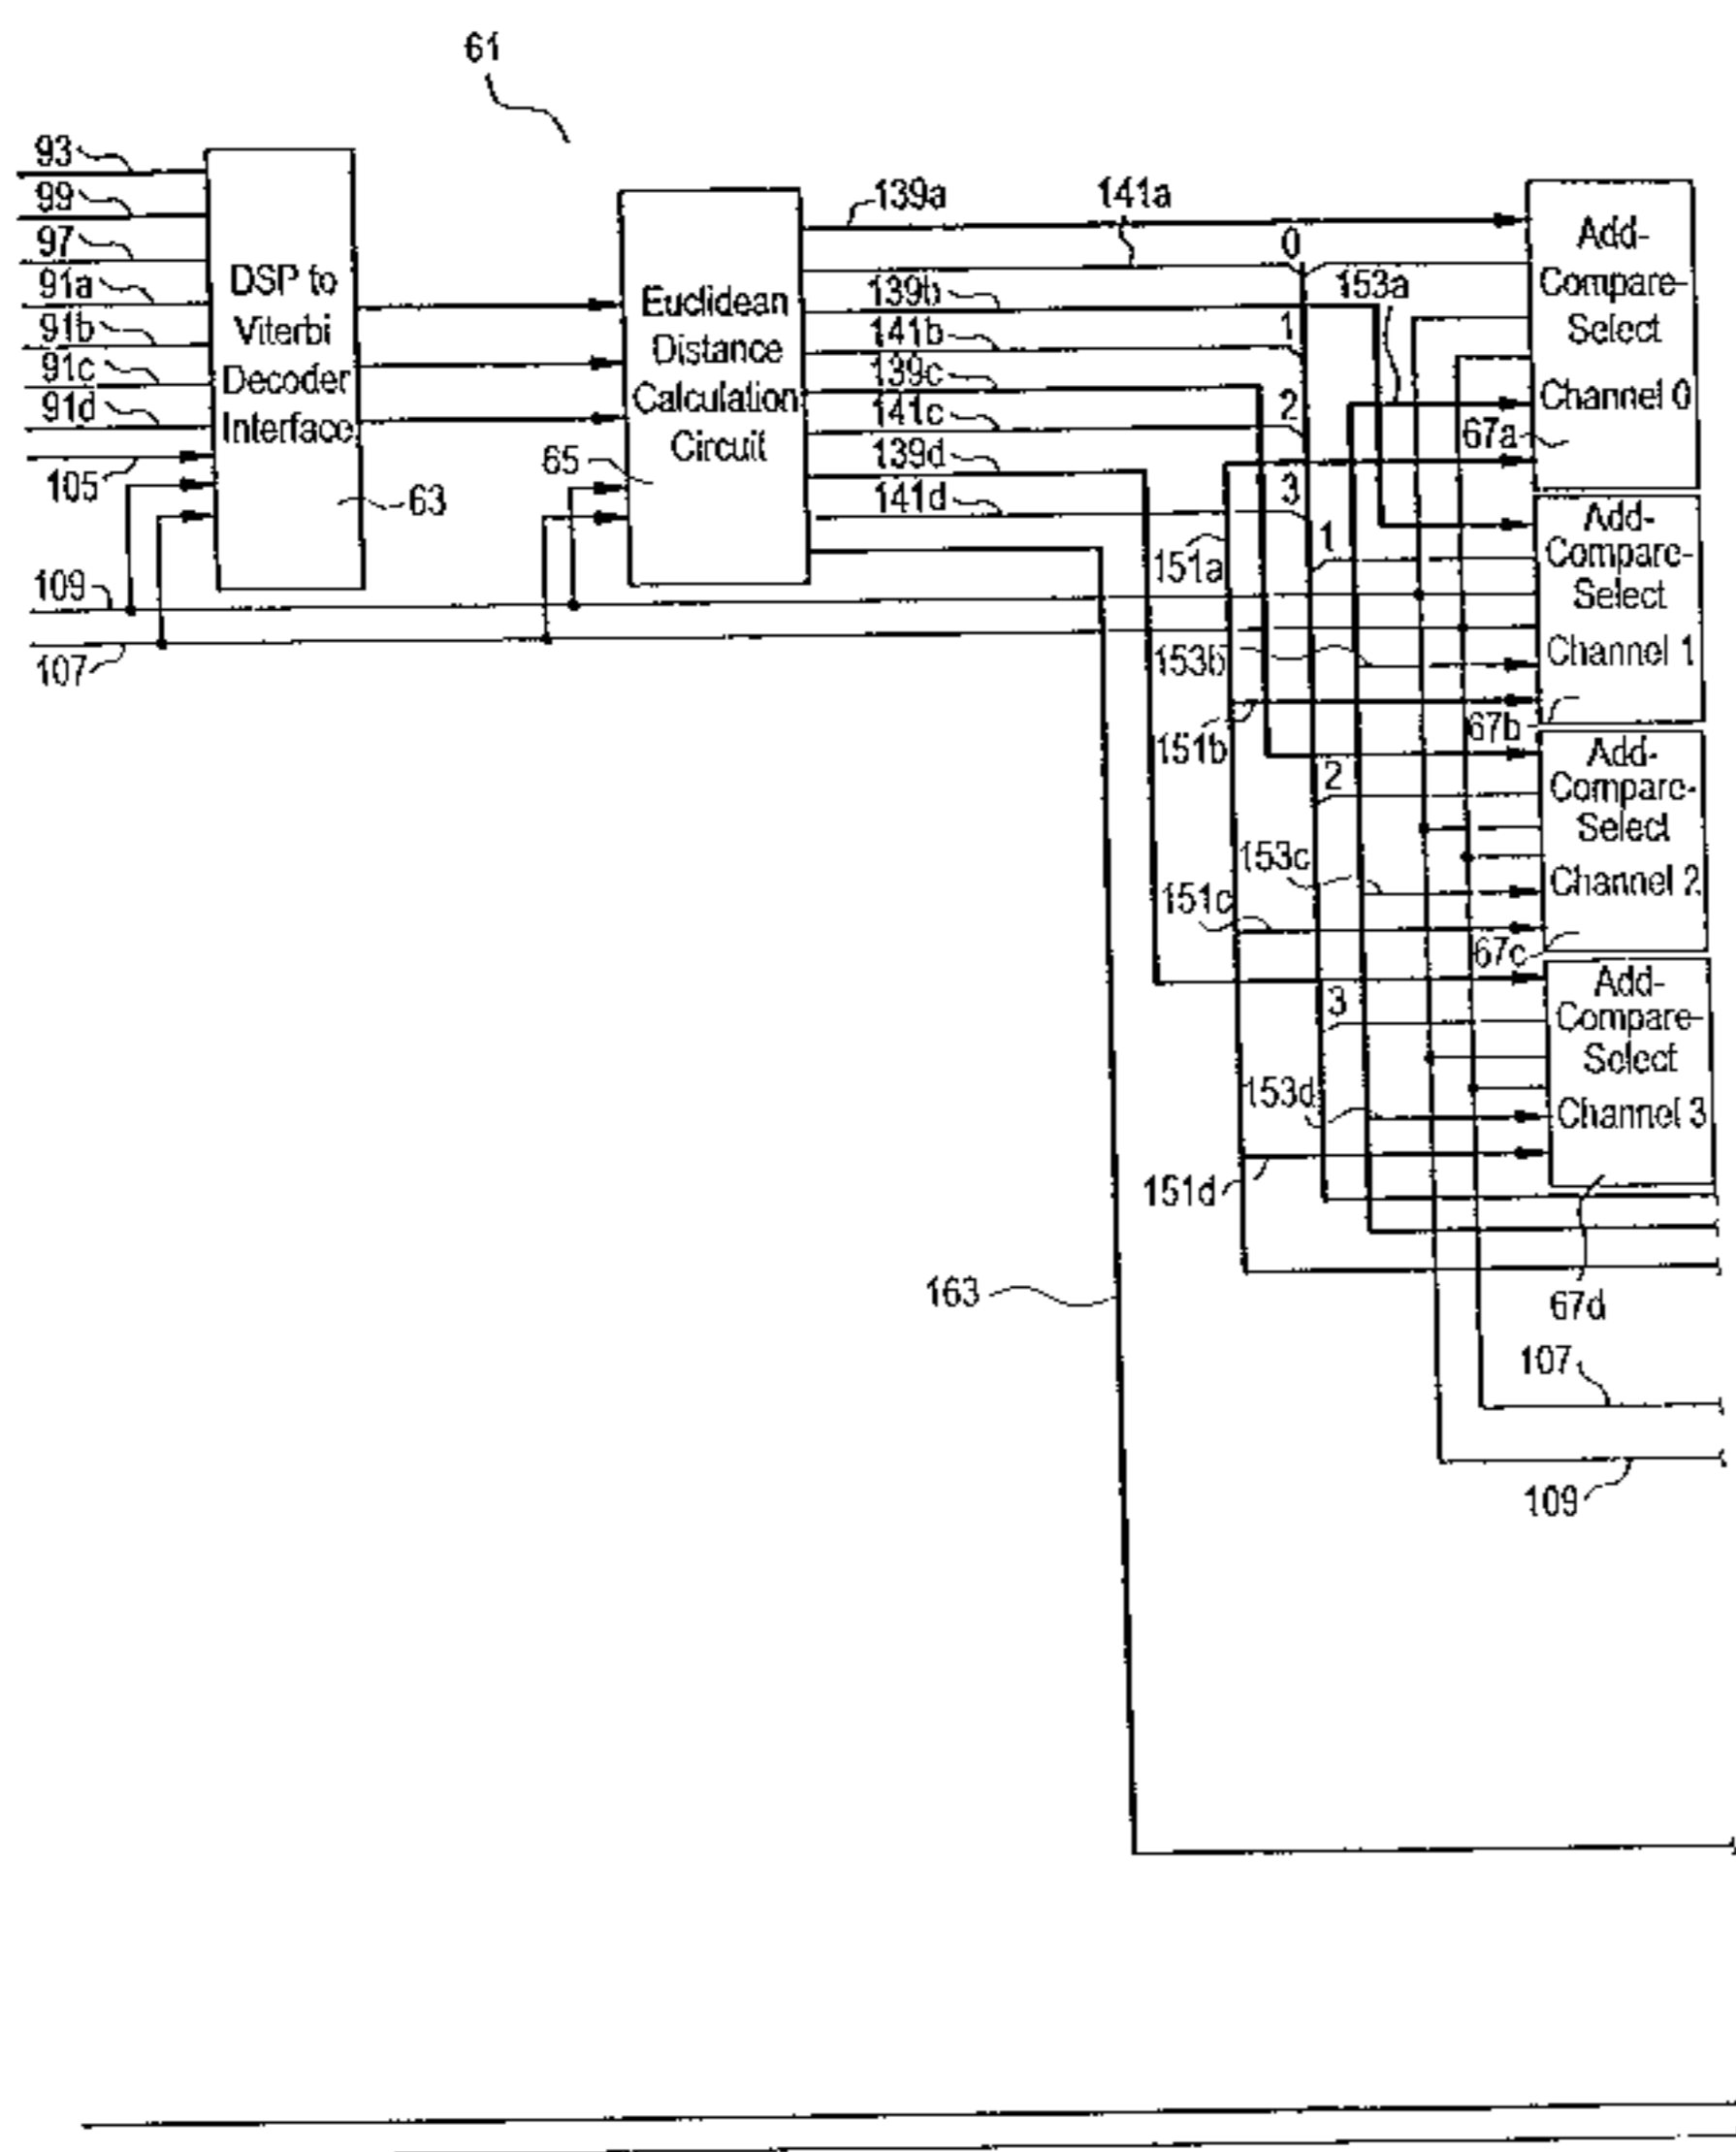 61
93
99
97
91a
91b
91c
91d
105
109
107
DSP to
Viterbi
Decoder
Interface
63
Euclidean
Distance
Calculation
Circuit
65
139a
141a
139b
141b
139c
141c
139d
141d
0
1
2
3
153a
151a
1
153b
151b
2
153c
151c
3
153d
151d
Add-
Compare-
Select
Channel 0
67a
Add-
Compare-
Select
Channel 1
67b
Add-
Compare-
Select
Channel 2
67c
Add-
Compare-
Select
Channel 3
67d
163
107
109